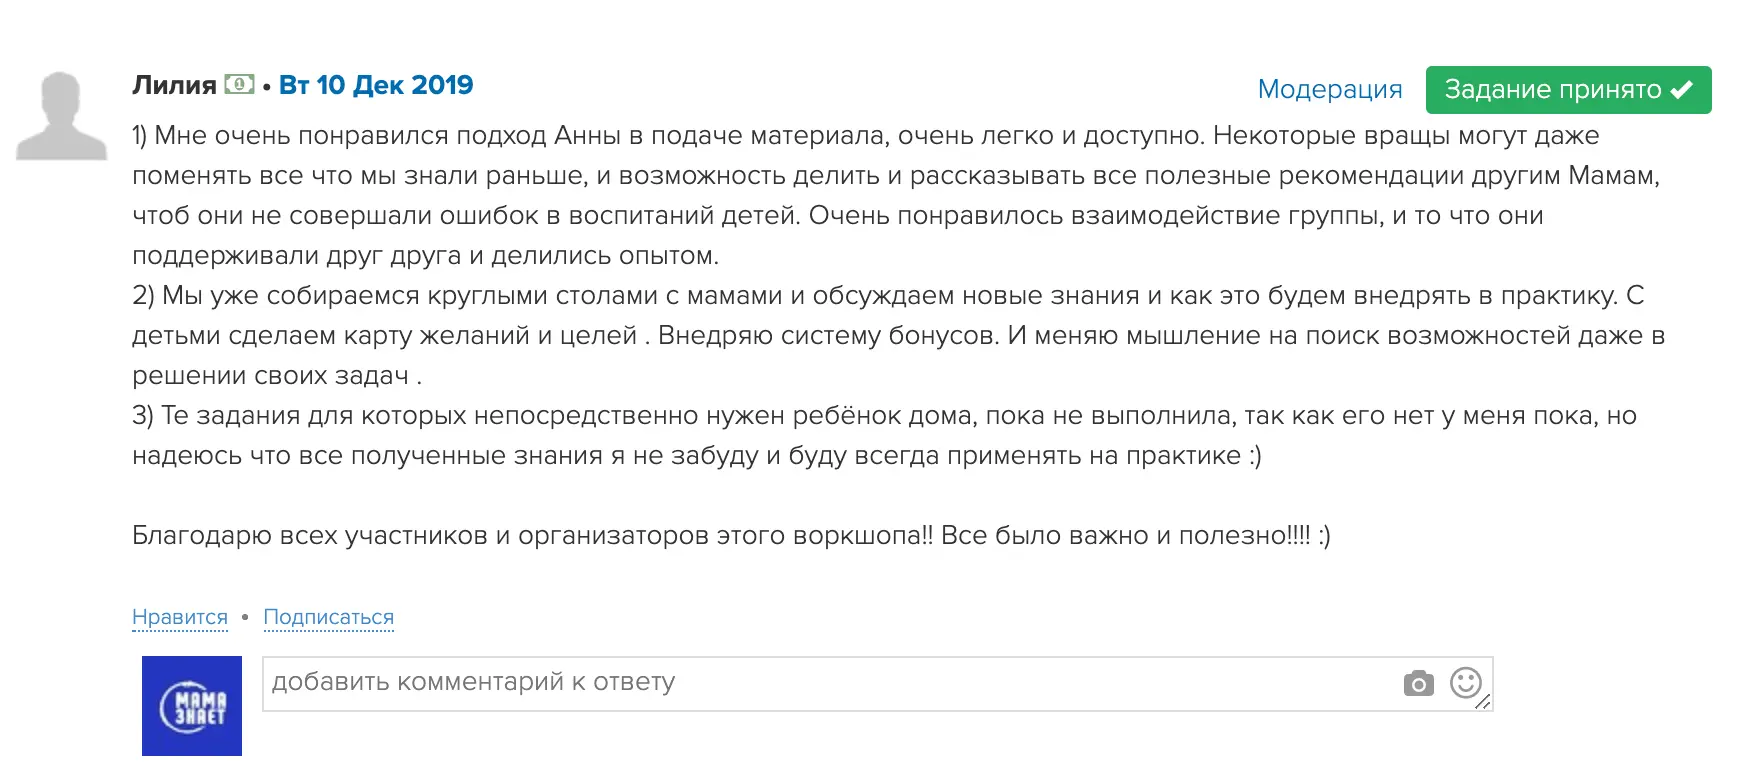 Лилия • Вт 10 Дек 2019
Модерация
Задание принято
1) Мне очень понравился подход Анны в подаче материала, очень легко и доступно. Некоторые вращы могут даже
поменять все что мы знали раньше, и возможность делить и рассказывать все полезные рекомендации другим Мамам,
чтоб они не совершали ошибок в воспитаний детей. Очень понравилось взаимодействие группы, и то что они
поддерживали друг друга и делились опытом.
2) Мы уже собираемся круглыми столами с мамами и обсуждаем новые знания и как это будем внедрять в практику. С
детьми сделаем карту желаний и целей . Внедряю систему бонусов. И меняю мышление на поиск возможностей даже в
решении своих задач .
3) Те задания для которых непосредственно нужен ребёнок дома, пока не выполнила, так как его нет у меня пока, но
надеюсь что все полученные знания я не забуду и буду всегда применять на практике :)
Благодарю всех участников и организаторов этого воркшопа!! Все было важно и полезно!!!! :)
Нравится • Подписаться
МАМА
ЗНАЕТ
добавить комментарий к ответу